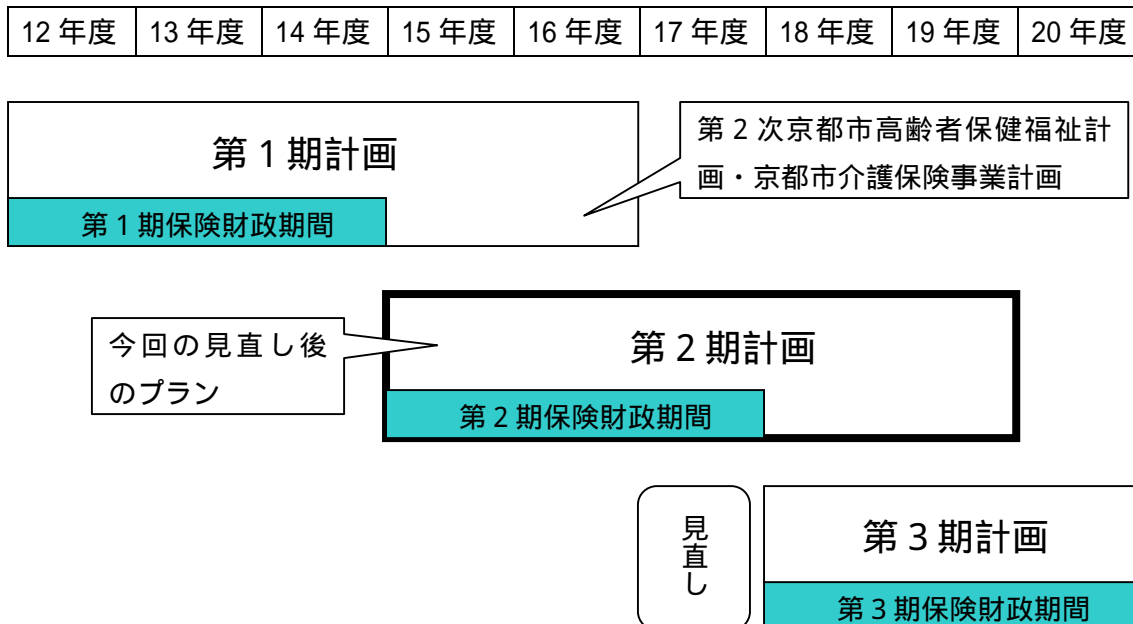 12年度 13年度 14年度 15年度 16年度 17年度 18年度 19年度 20年度
第1期計画
第1期保険財政期間
第2次京都市高齢者保健福祉計
画・京都市介護保険事業計画
今回の見直し後
のプラン
第2期計画
第2期保険財政期間
見直し
第3期計画
第3期保険財政期間